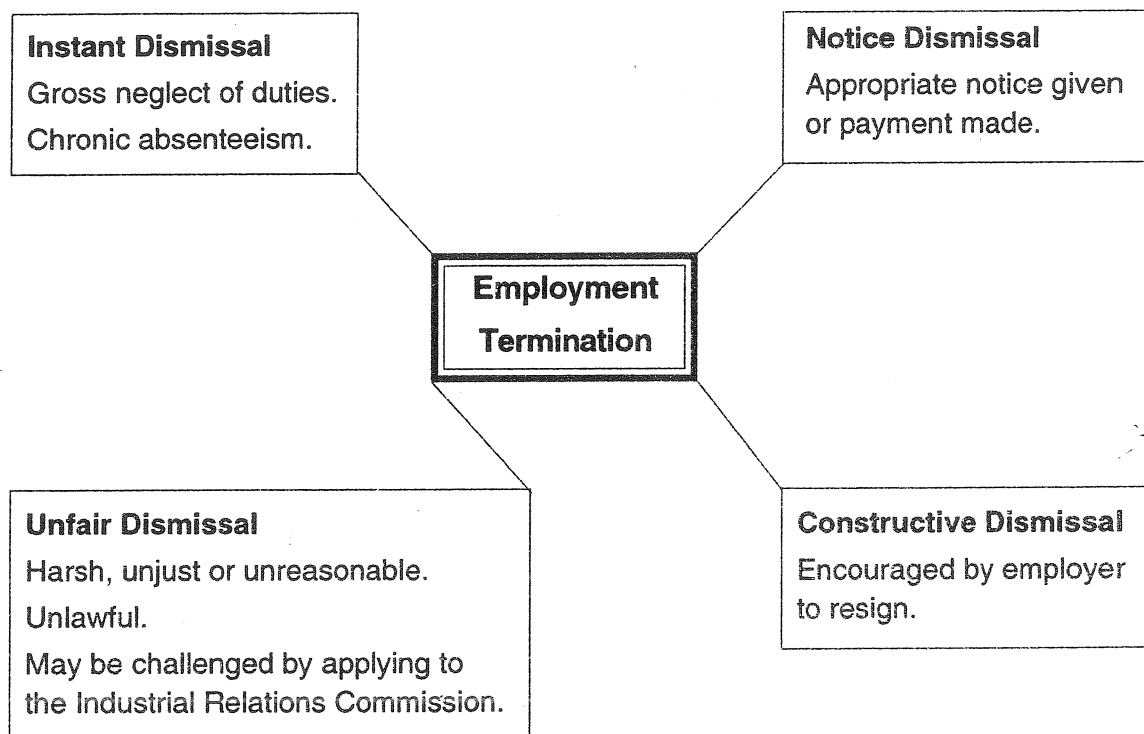 Instant Dismissal
Gross neglect of duties.
Chronic absenteeism.
Notice Dismissal
Appropriate notice given
or payment made.
Employment
Termination
Unfair Dismissal
Harsh, unjust or unreasonable.
Unlawful.
May be challenged by applying to
the Industrial Relations Commission.
Constructive Dismissal
Encouraged by employer
to resign.